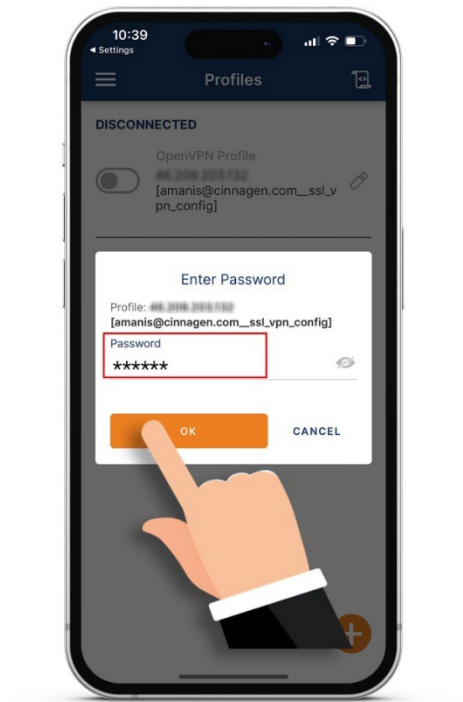 10:39
Settings
Profiles
DISCONNECTED
OpenVPN Profile
[amanis@cinnagen.com__ssl_v
pn_config]
Enter Password
Profile:
[amanis@cinnagen.com__ssl_vpn_config]
Password
******
OK
CANCEL